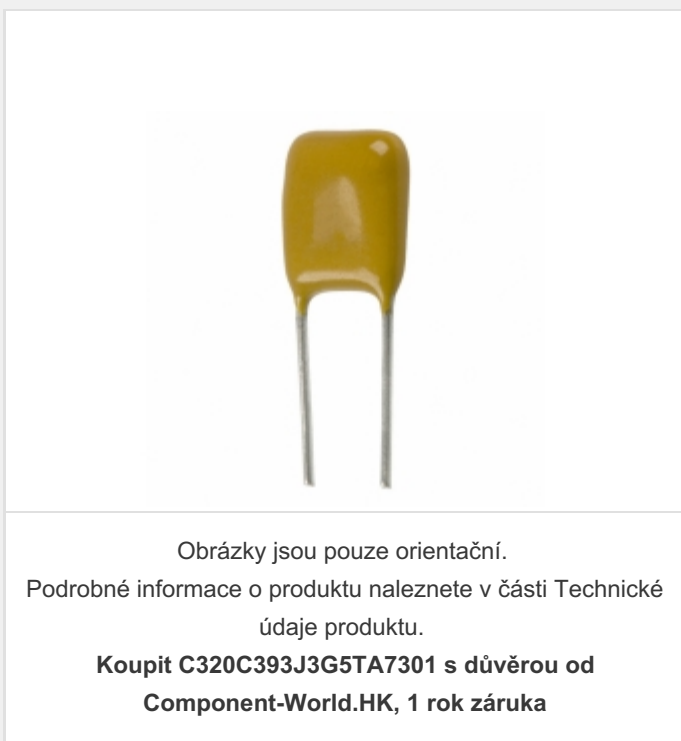 Obrázky jsou pouze orientační.
Podrobné informace o produktu naleznete v části Technické
údaje produktu.
Koupit C320C393J3G5TA7301 s důvěrou od
Component-World.HK, 1 rok záruka